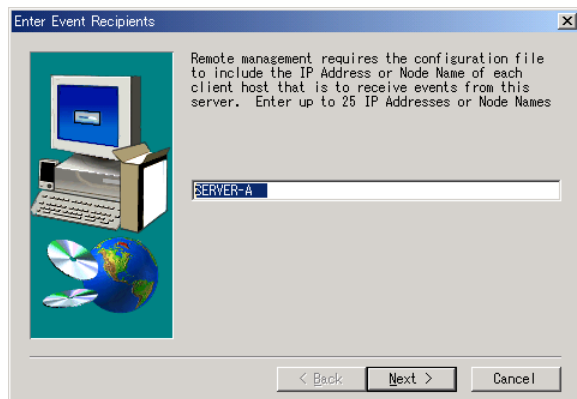 Enter Event Recipients
Remote management requires the configuration file
to include the IP Address or Node Name of each
client host that is to receive events from this
server.  Enter up to 25 IP Addresses or Node Names
SERVER-A
< Back
Next >
Cancel